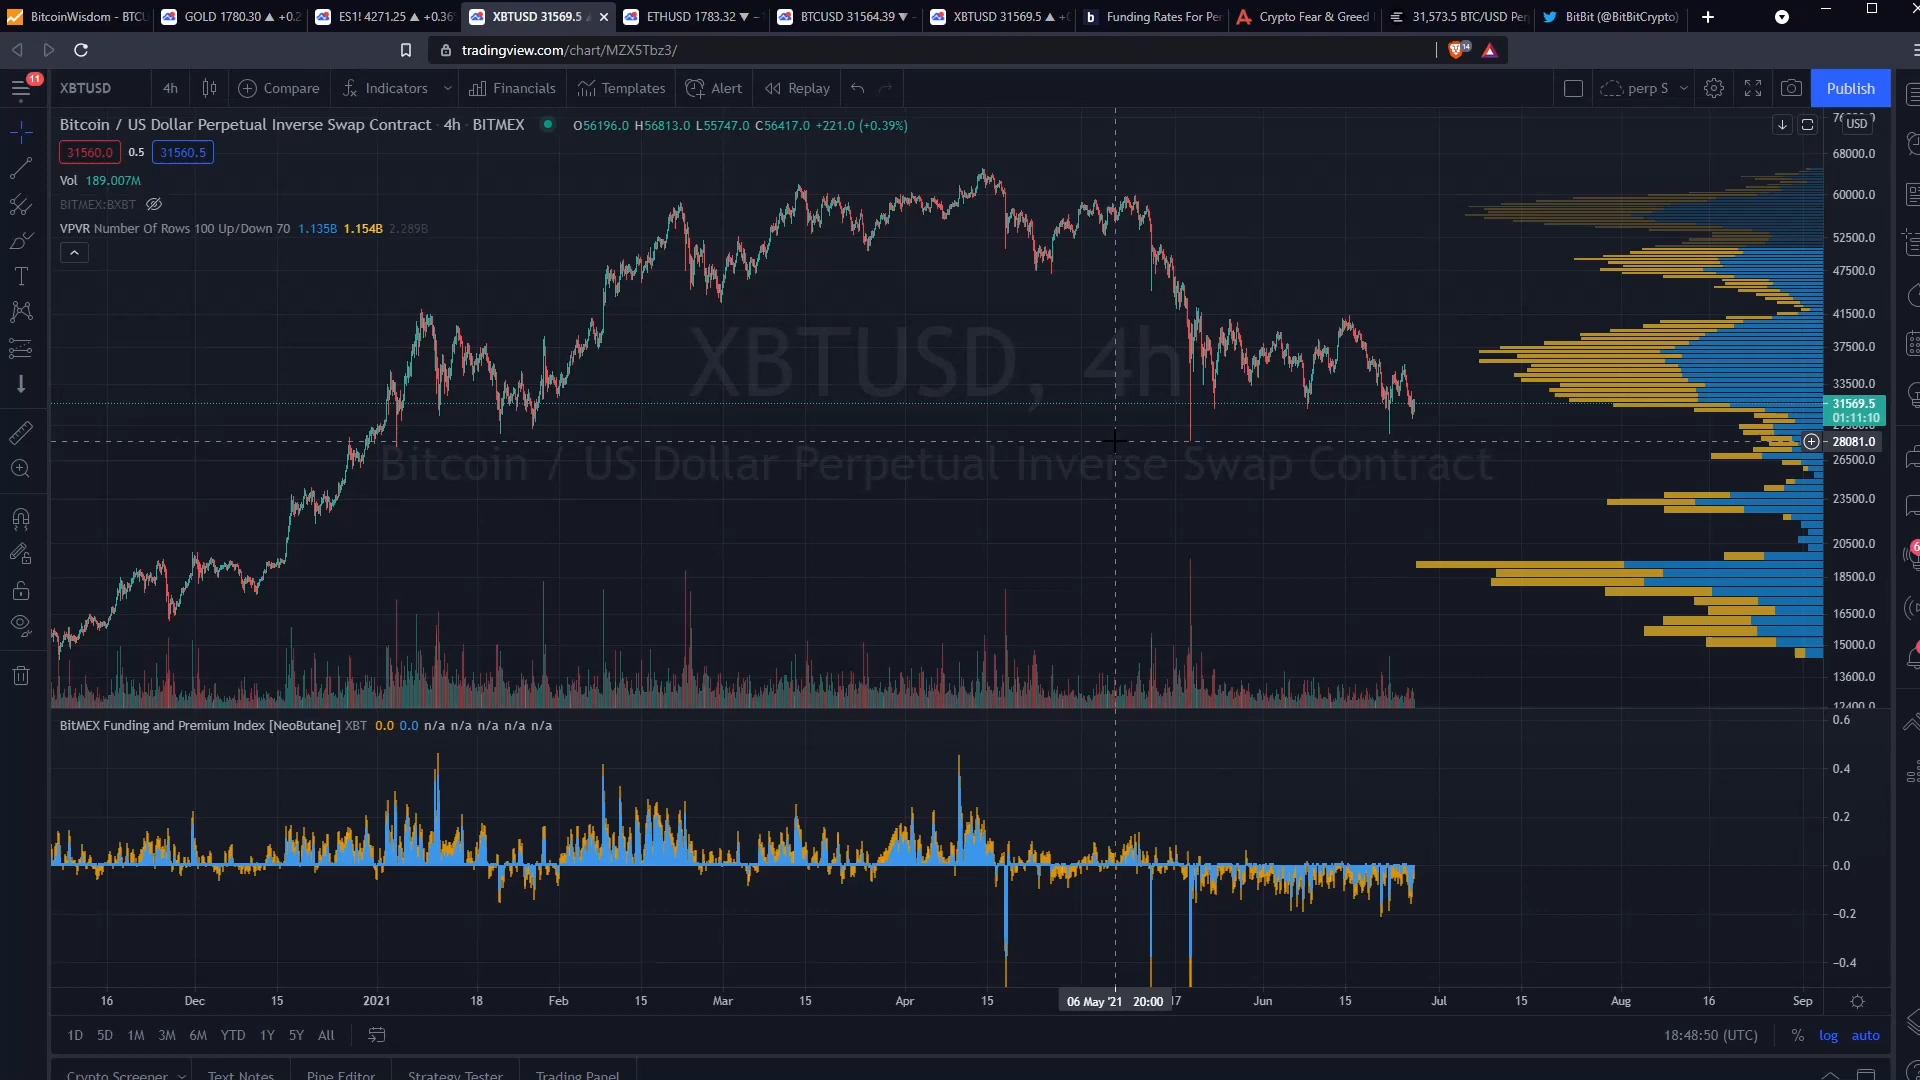 BitcoinWisdom - BTCU
GOLD 1780.30 ▲ +0.2
ES1! 4271.25 ▲ +0.36
XBTUSD 31569.5
ETHUSD 1783.32 ▼ −
BTCUSD 31564.39 ▼ −
XBTUSD 31569.5 ▲ +0
Funding Rates For Per
Crypto Fear & Greed I
31,573.5 BTC/USD Per
BitBit (@BitBitCrypto)
tradingview.com/chart/MZX5Tbz3/
14
11
XBTUSD
4h
Compare
Indicators
Financials
Templates
Alert
Replay
perp S
Publish
Bitcoin / US Dollar Perpetual Inverse Swap Contract · 4h · BITMEX
O56196.0 H56813.0 L55747.0 C56417.0 +221.0 (+0.39%)
31560.0 0.5 31560.5
Vol 189.007M
BITMEX:BXBT
VPVR Number Of Rows 100 Up/Down 70 1.135B 1.154B 2.289B
XBTUSD, 4h
Bitcoin / US Dollar Perpetual Inverse Swap Contract
USD
68000.0
60000.0
52500.0
47500.0
41500.0
37500.0
33500.0
31569.5
01:11:10
28081.0
26500.0
23500.0
20500.0
18500.0
16500.0
15000.0
13600.0
12400.0
BitMEX Funding and Premium Index [NeoButane] XBT 0.0 0.0 n/a n/a n/a n/a n/a
0.6
0.4
0.2
0.0
−0.2
−0.4
16 Dec 15 2021 18 Feb 15 Mar 15 Apr 15 06 May '21 20:00 17 Jun 15 Jul 15 Aug 16 Sep
1D 5D 1M 3M 6M YTD 1Y 5Y All
18:48:50 (UTC) % log auto
Crypto Screener
Text Notes
Pine Editor
Strategy Tester
Trading Panel